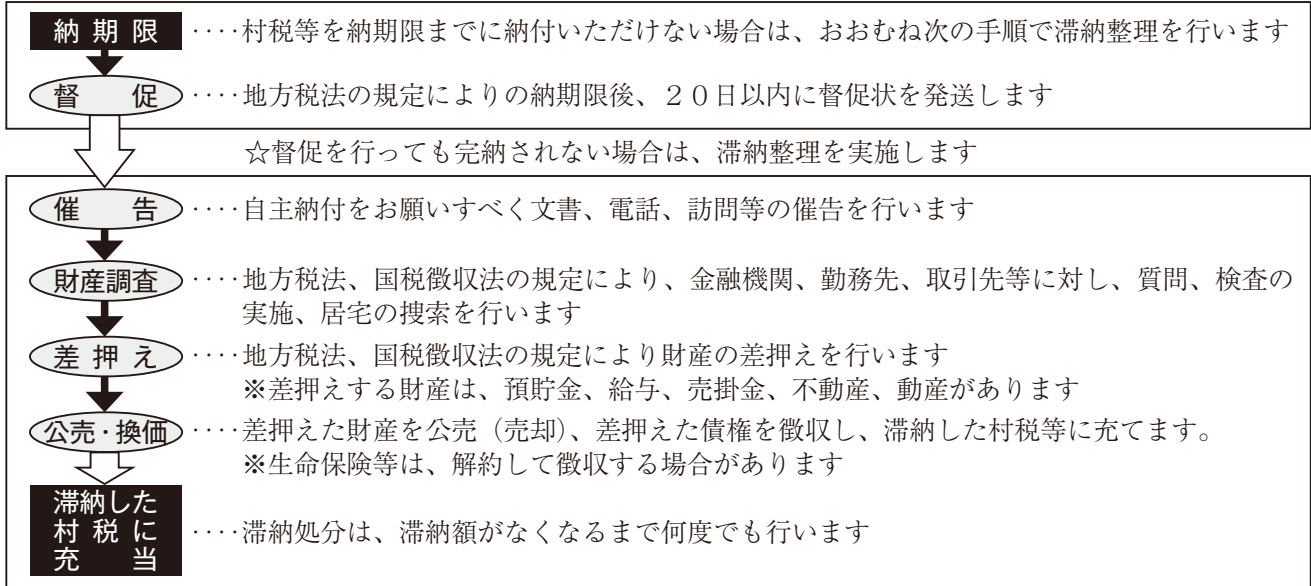 納期限 ‥‥村税等を納期限までに納付いただけない場合は、おおむね次の手順で滞納整理を行います
督促 ‥‥地方税法の規定によりの納期限後、２０日以内に督促状を発送します
☆督促を行っても完納されない場合は、滞納整理を実施します
催告 ‥‥自主納付をお願いすべく文書、電話、訪問等の催告を行います
財産調査 ‥‥地方税法、国税徴収法の規定により、金融機関、勤務先、取引先等に対し、質問、検査の
実施、居宅の捜索を行います
差押え ‥‥地方税法、国税徴収法の規定により財産の差押えを行います
※差押えする財産は、預貯金、給与、売掛金、不動産、動産があります
公売・換価 ‥‥差押えた財産を公売（売却）、差押えた債権を徴収し、滞納した村税等に充てます。
※生命保険等は、解約して徴収する場合があります
滞納した
村税に
充当
‥‥滞納処分は、滞納額がなくなるまで何度でも行います